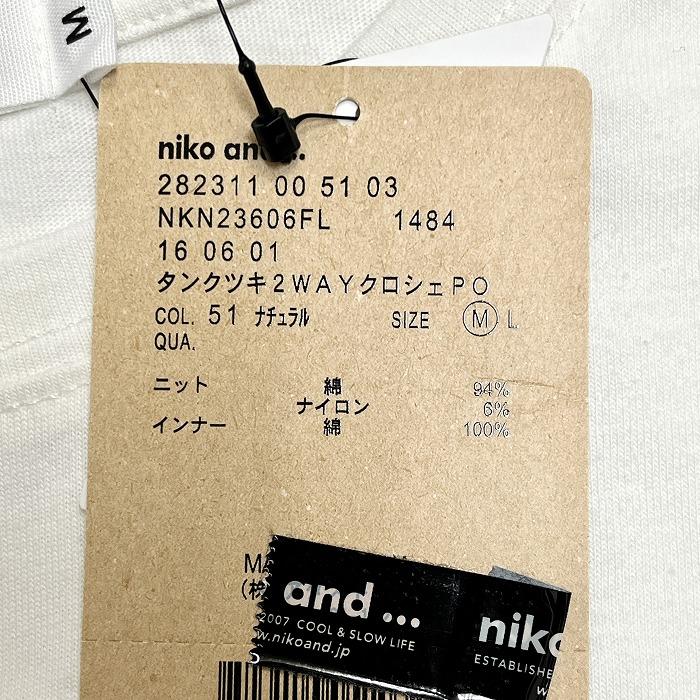 M
niko and...
282311 00 51 03
NKN23606FL 1484
16 06 01
タンクツキ2WAYクロシェPO
COL. 51 ナチュラル SIZE M L
QUA.
ニット 綿 94%
ナイロン 6%
インナー 綿 100%
and ...
2007 COOL & SLOW LIFE
w.nikoand.jp
niko
ESTABLISHE
w